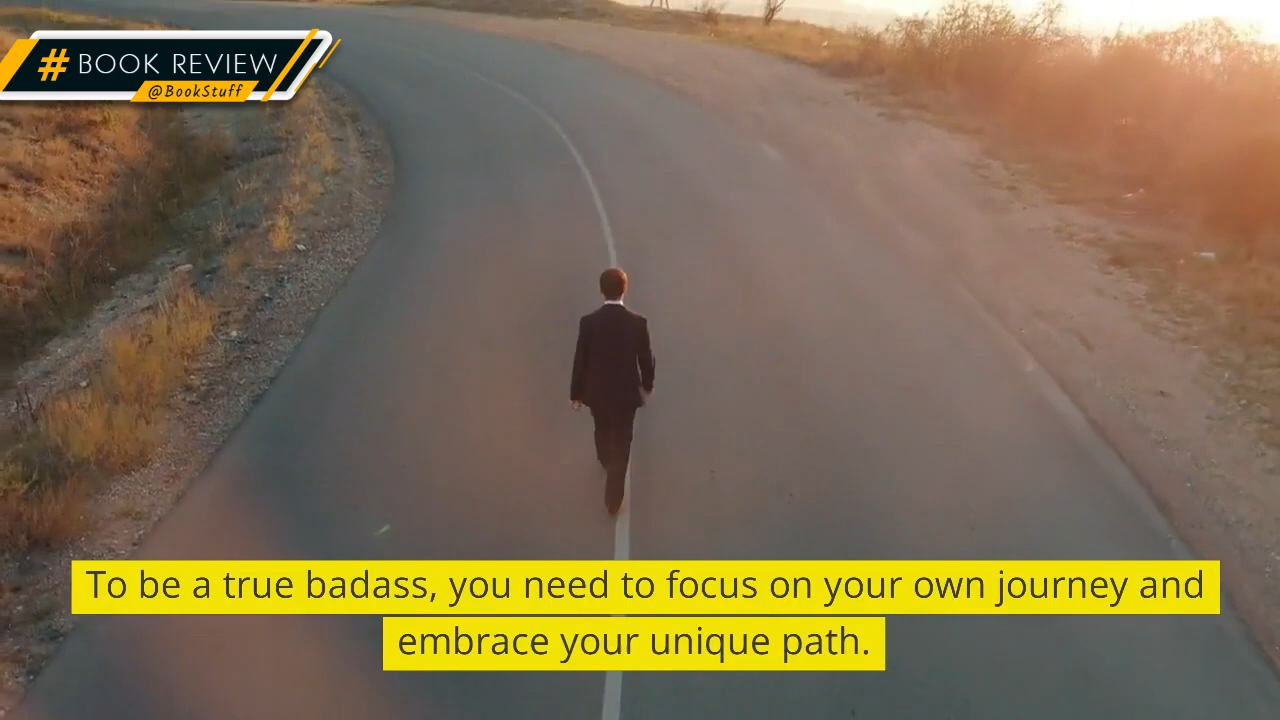 # BOOK REVIEW
@BookStuff
To be a true badass, you need to focus on your own journey and
embrace your unique path.